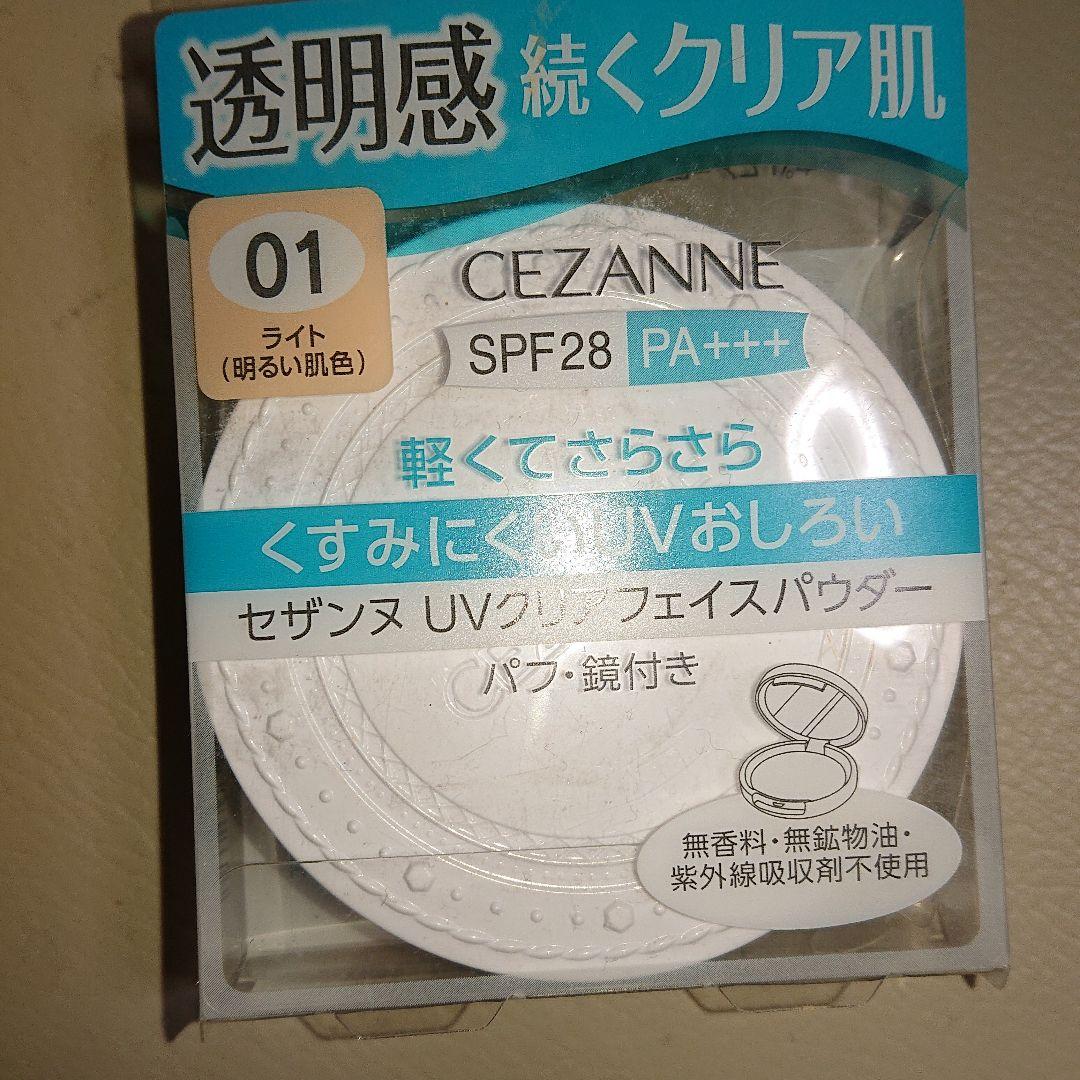 透明感 続くクリア肌
01
ライト
(明るい肌色)
CEZANNE
SPF28 PA+++
軽くてさらさら
くすみにくいUVおしろい
セザンヌ UVクリアフェイスパウダー
パフ・鏡付き
無香料・無鉱物油・
紫外線吸収剤不使用